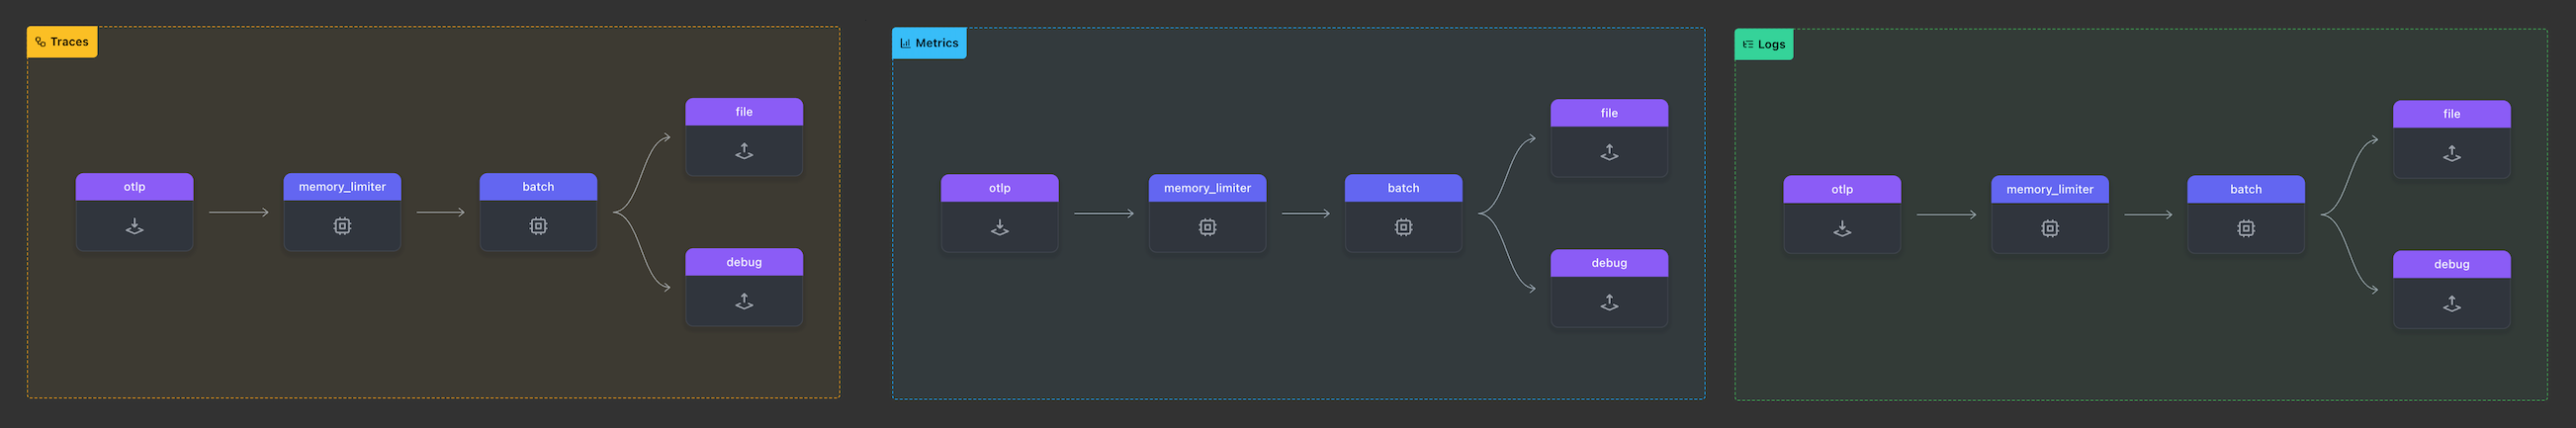 Traces
otlp
memory_limiter
batch
file
debug
Metrics
otlp
memory_limiter
batch
file
debug
Logs
otlp
memory_limiter
batch
file
debug